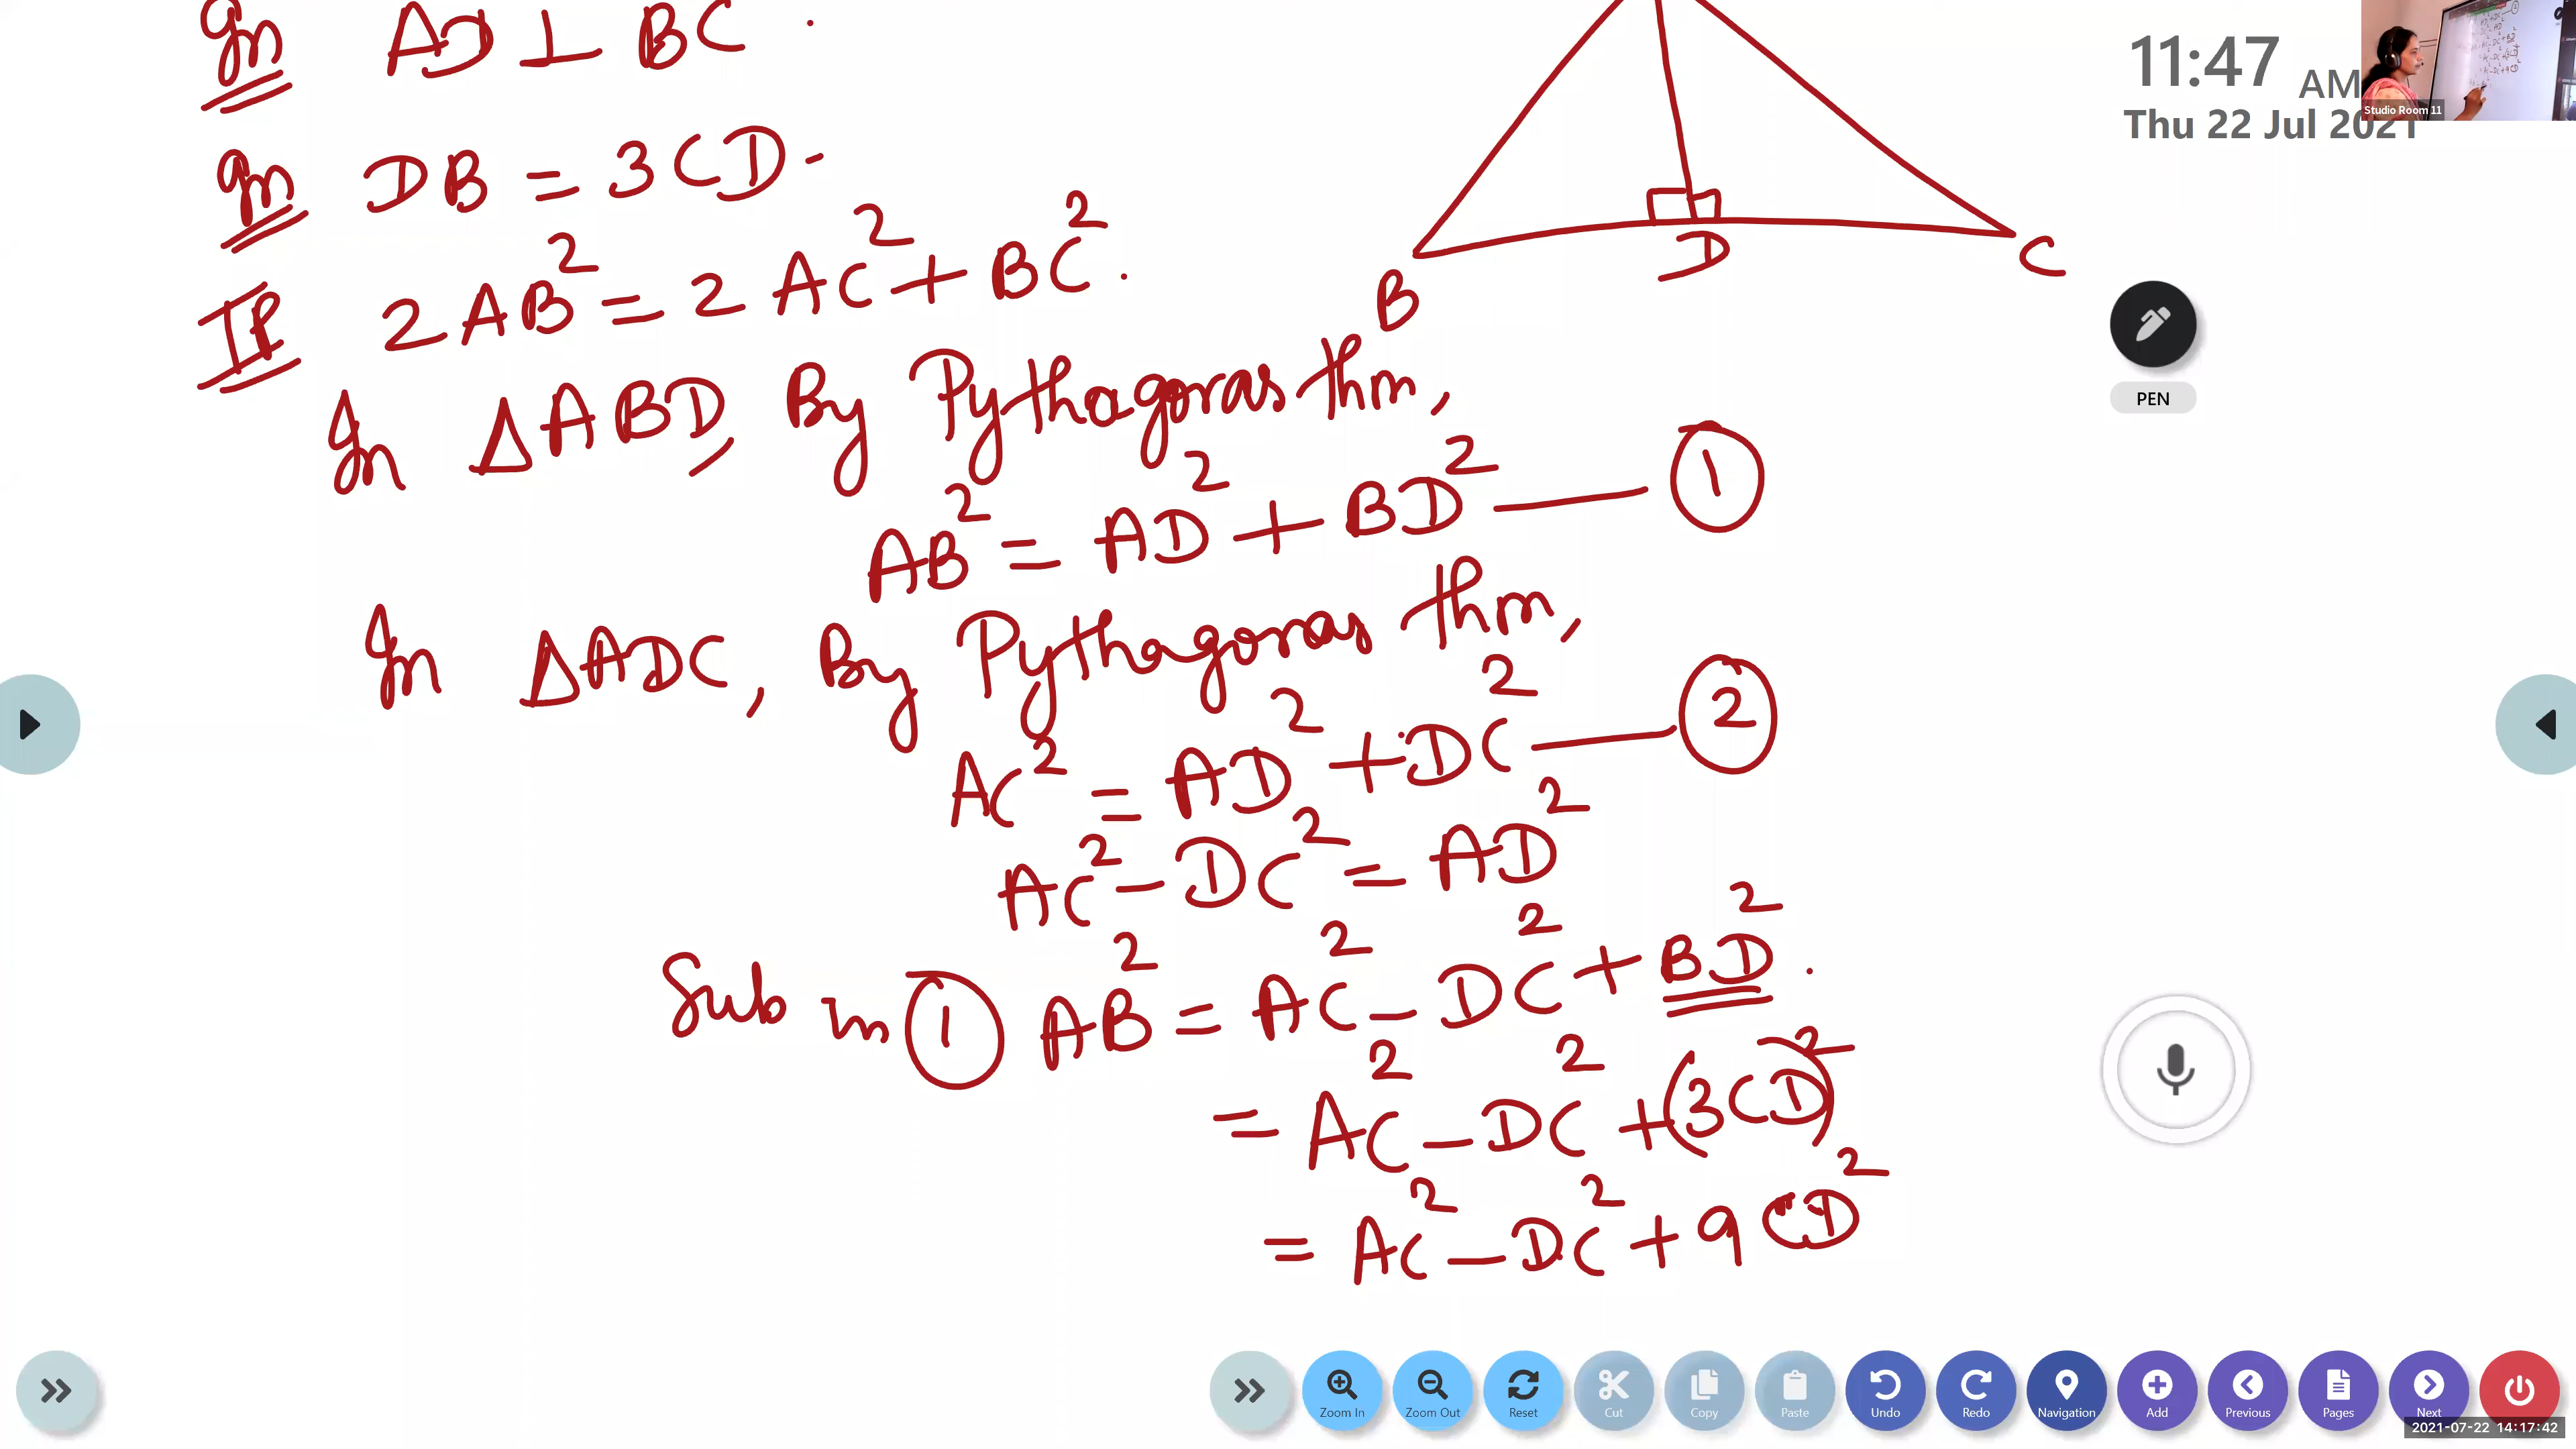 Gn AD ⊥ BC .
Gn DB = 3CD .
TP 2AB² = 2AC² + BC² .
B
D
C
In ΔABD, By Pythagoras thm,
AB² = AD² + BD² — ①
In ΔADC, By Pythagoras thm,
AC² = AD² + DC² — ②
AC² - DC² = AD²
Sub in ① AB² = AC² - DC² + BD² .
= AC² - DC² + (3CD)²
= AC² - DC² + 9 CD²
11:47 AM
Thu 22 Jul 2021
Studio Room 11
PEN
Zoom In
Zoom Out
Reset
Cut
Copy
Paste
Undo
Redo
Navigation
Add
Previous
Pages
Next
2021-07-22 14:17:42